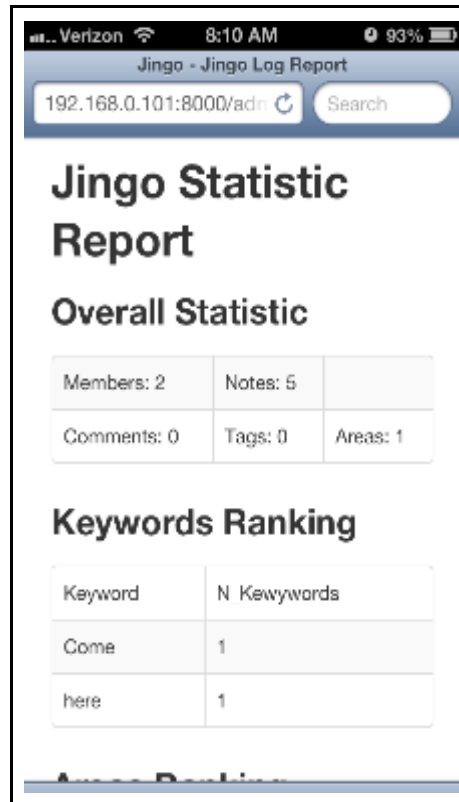 Verizon 8:10 AM 93%
Jingo - Jingo Log Report
192.168.0.101:8000/adn Search
Jingo Statistic
Report
Overall Statistic
Members: 2 Notes: 5
Comments: 0 Tags: 0 Areas: 1
Keywords Ranking
Keyword N_Kewywords
Come 1
here 1
Areas Ranking